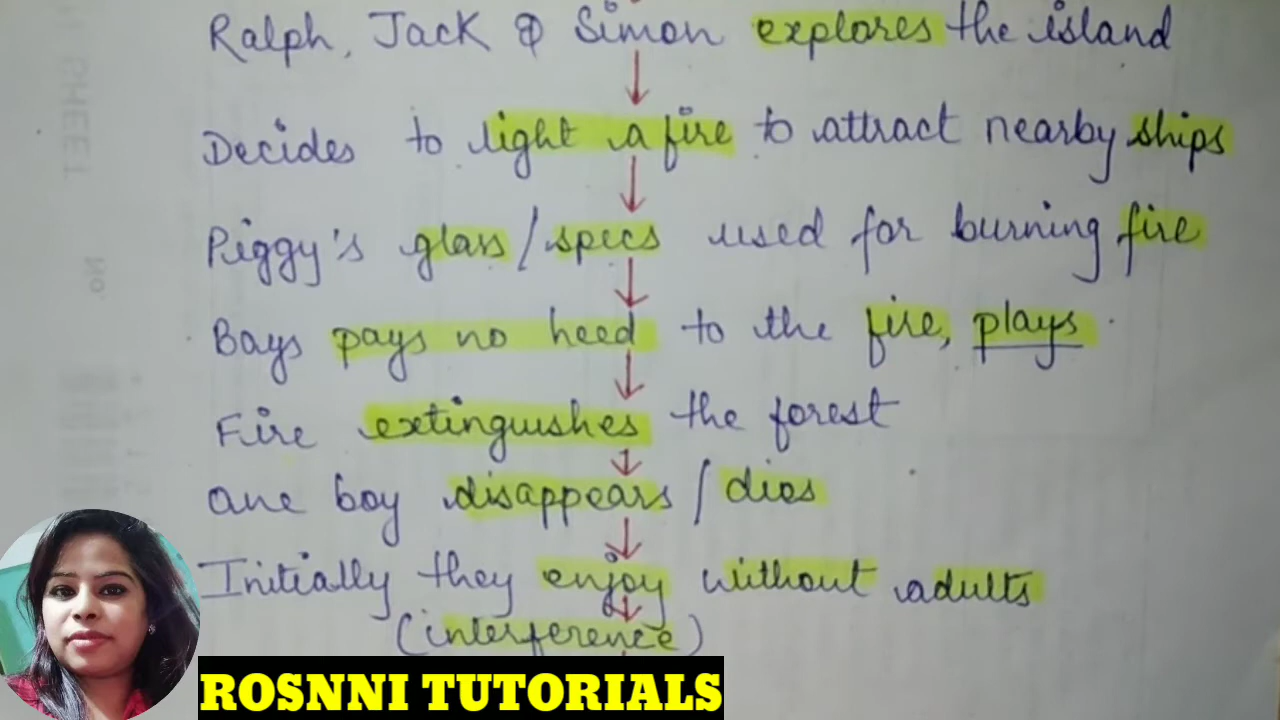 Ralph, Jack & Simon explores the island
Decides to light a fire to attract nearby ships
Piggy's glass / specs used for burning fire
Boys pays no heed to the fire, plays
Fire extinguishes the forest
One boy disappears / dies
Initially they enjoy without adults
(interference)
ROSNNI TUTORIALS
SHEET
No.